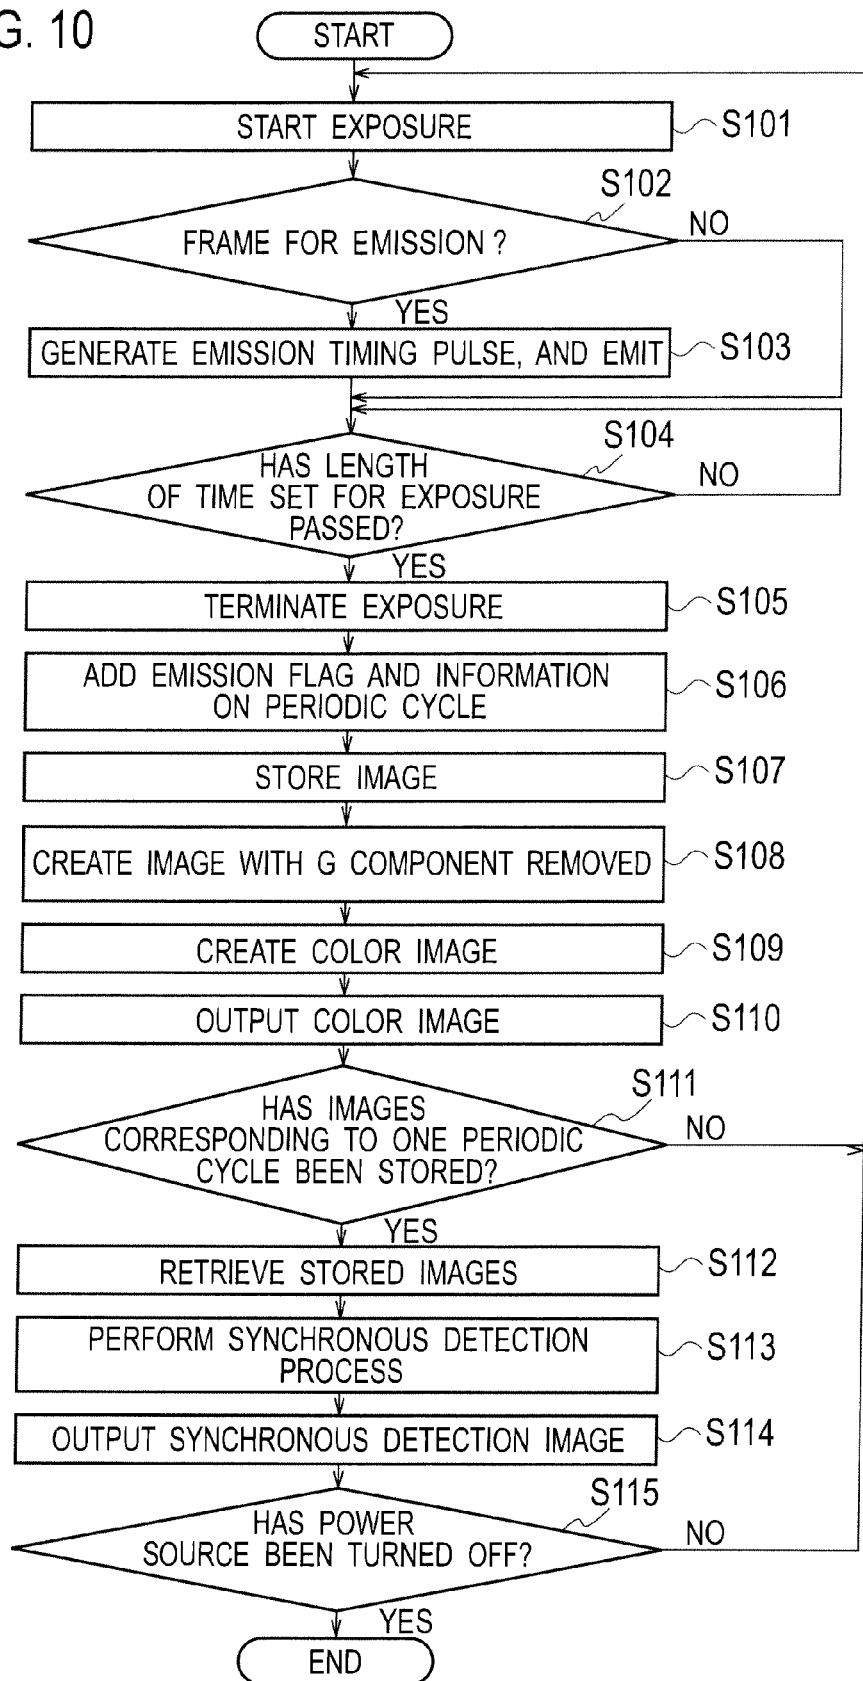 G. 10
START
START EXPOSURE
S101
S102
FRAME FOR EMISSION ?
NO
YES
GENERATE EMISSION TIMING PULSE, AND EMIT
S103
S104
HAS LENGTH
OF TIME SET FOR EXPOSURE
PASSED?
NO
YES
TERMINATE EXPOSURE
S105
ADD EMISSION FLAG AND INFORMATION
ON PERIODIC CYCLE
S106
STORE IMAGE
S107
CREATE IMAGE WITH G COMPONENT REMOVED
S108
CREATE COLOR IMAGE
S109
OUTPUT COLOR IMAGE
S110
S111
HAS IMAGES
CORRESPONDING TO ONE PERIODIC
CYCLE BEEN STORED?
NO
YES
RETRIEVE STORED IMAGES
S112
PERFORM SYNCHRONOUS DETECTION
PROCESS
S113
OUTPUT SYNCHRONOUS DETECTION IMAGE
S114
S115
HAS POWER
SOURCE BEEN TURNED OFF?
NO
YES
END